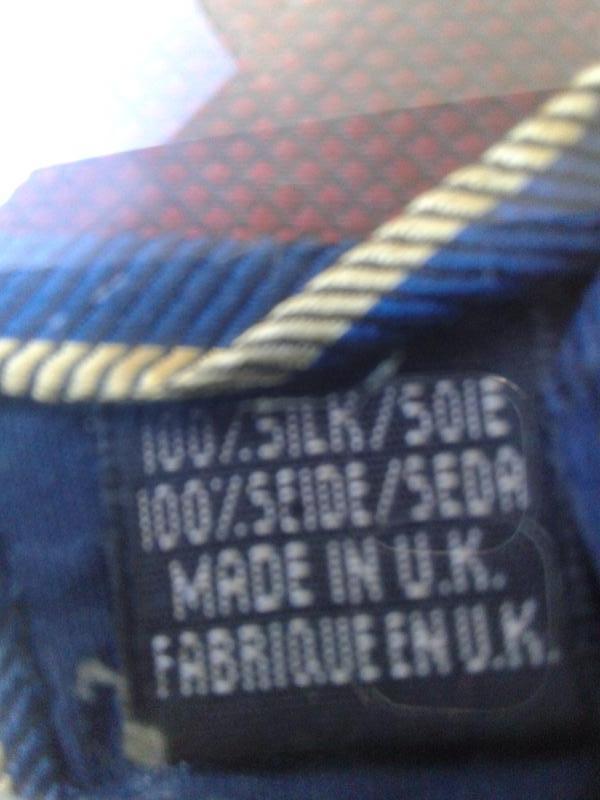 100%SILK/SOIE
100%SEIDE/SEDA
MADE IN U.K.
FABRIQUE EN U.K.